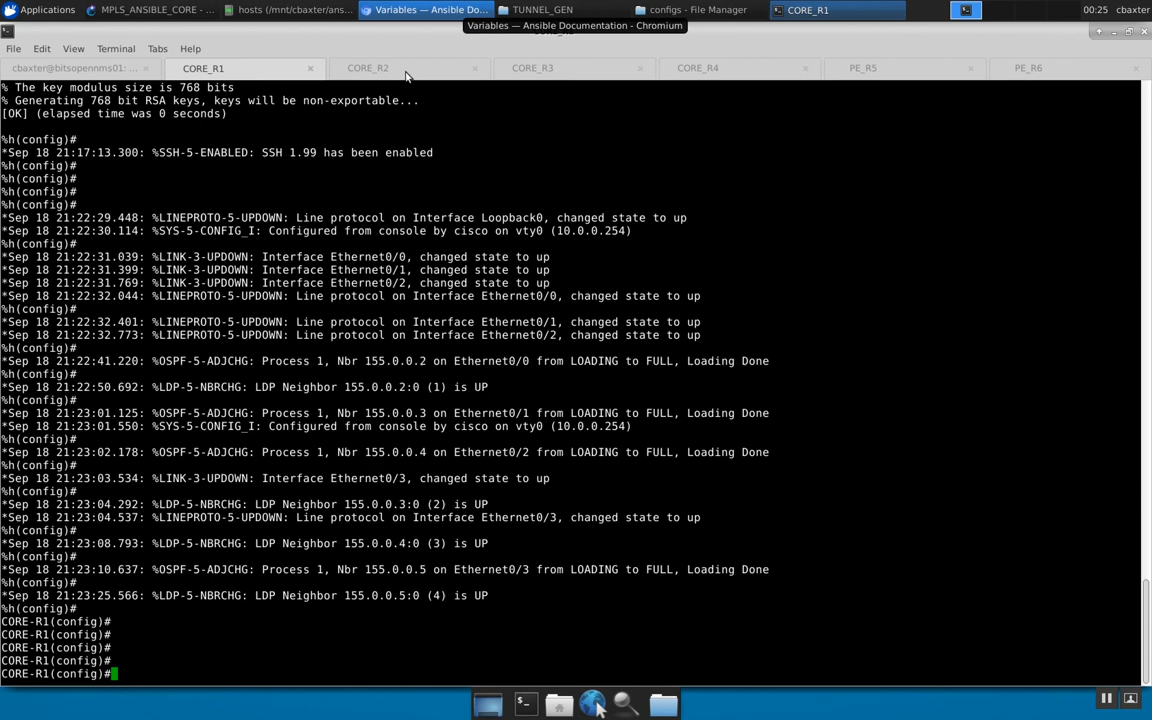 Applications
MPLS_ANSIBLE_CORE - ...
hosts (/mnt/cbaxter/ans...
Variables — Ansible Do...
TUNNEL_GEN
configs - File Manager
CORE_R1
00:25
cbaxter
Variables — Ansible Documentation - Chromium
File
Edit
View
Terminal
Tabs
Help
cbaxter@bitsopennms01: ...
CORE_R1
CORE_R2
CORE_R3
CORE_R4
PE_R5
PE_R6
% The key modulus size is 768 bits
% Generating 768 bit RSA keys, keys will be non-exportable...
[OK] (elapsed time was 0 seconds)
%h(config)#
*Sep 18 21:17:13.300: %SSH-5-ENABLED: SSH 1.99 has been enabled
%h(config)#
%h(config)#
%h(config)#
%h(config)#
*Sep 18 21:22:29.448: %LINEPROTO-5-UPDOWN: Line protocol on Interface Loopback0, changed state to up
*Sep 18 21:22:30.114: %SYS-5-CONFIG_I: Configured from console by cisco on vty0 (10.0.0.254)
%h(config)#
*Sep 18 21:22:31.039: %LINK-3-UPDOWN: Interface Ethernet0/0, changed state to up
*Sep 18 21:22:31.399: %LINK-3-UPDOWN: Interface Ethernet0/1, changed state to up
*Sep 18 21:22:31.769: %LINK-3-UPDOWN: Interface Ethernet0/2, changed state to up
*Sep 18 21:22:32.044: %LINEPROTO-5-UPDOWN: Line protocol on Interface Ethernet0/0, changed state to up
%h(config)#
*Sep 18 21:22:32.401: %LINEPROTO-5-UPDOWN: Line protocol on Interface Ethernet0/1, changed state to up
*Sep 18 21:22:32.773: %LINEPROTO-5-UPDOWN: Line protocol on Interface Ethernet0/2, changed state to up
%h(config)#
*Sep 18 21:22:41.220: %OSPF-5-ADJCHG: Process 1, Nbr 155.0.0.2 on Ethernet0/0 from LOADING to FULL, Loading Done
%h(config)#
*Sep 18 21:22:50.692: %LDP-5-NBRCHG: LDP Neighbor 155.0.0.2:0 (1) is UP
%h(config)#
*Sep 18 21:23:01.125: %OSPF-5-ADJCHG: Process 1, Nbr 155.0.0.3 on Ethernet0/1 from LOADING to FULL, Loading Done
*Sep 18 21:23:01.550: %SYS-5-CONFIG_I: Configured from console by cisco on vty0 (10.0.0.254)
%h(config)#
*Sep 18 21:23:02.178: %OSPF-5-ADJCHG: Process 1, Nbr 155.0.0.4 on Ethernet0/2 from LOADING to FULL, Loading Done
%h(config)#
*Sep 18 21:23:03.534: %LINK-3-UPDOWN: Interface Ethernet0/3, changed state to up
%h(config)#
*Sep 18 21:23:04.292: %LDP-5-NBRCHG: LDP Neighbor 155.0.0.3:0 (2) is UP
*Sep 18 21:23:04.537: %LINEPROTO-5-UPDOWN: Line protocol on Interface Ethernet0/3, changed state to up
%h(config)#
*Sep 18 21:23:08.793: %LDP-5-NBRCHG: LDP Neighbor 155.0.0.4:0 (3) is UP
%h(config)#
*Sep 18 21:23:10.637: %OSPF-5-ADJCHG: Process 1, Nbr 155.0.0.5 on Ethernet0/3 from LOADING to FULL, Loading Done
%h(config)#
*Sep 18 21:23:25.566: %LDP-5-NBRCHG: LDP Neighbor 155.0.0.5:0 (4) is UP
%h(config)#
CORE-R1(config)#
CORE-R1(config)#
CORE-R1(config)#
CORE-R1(config)#
CORE-R1(config)#